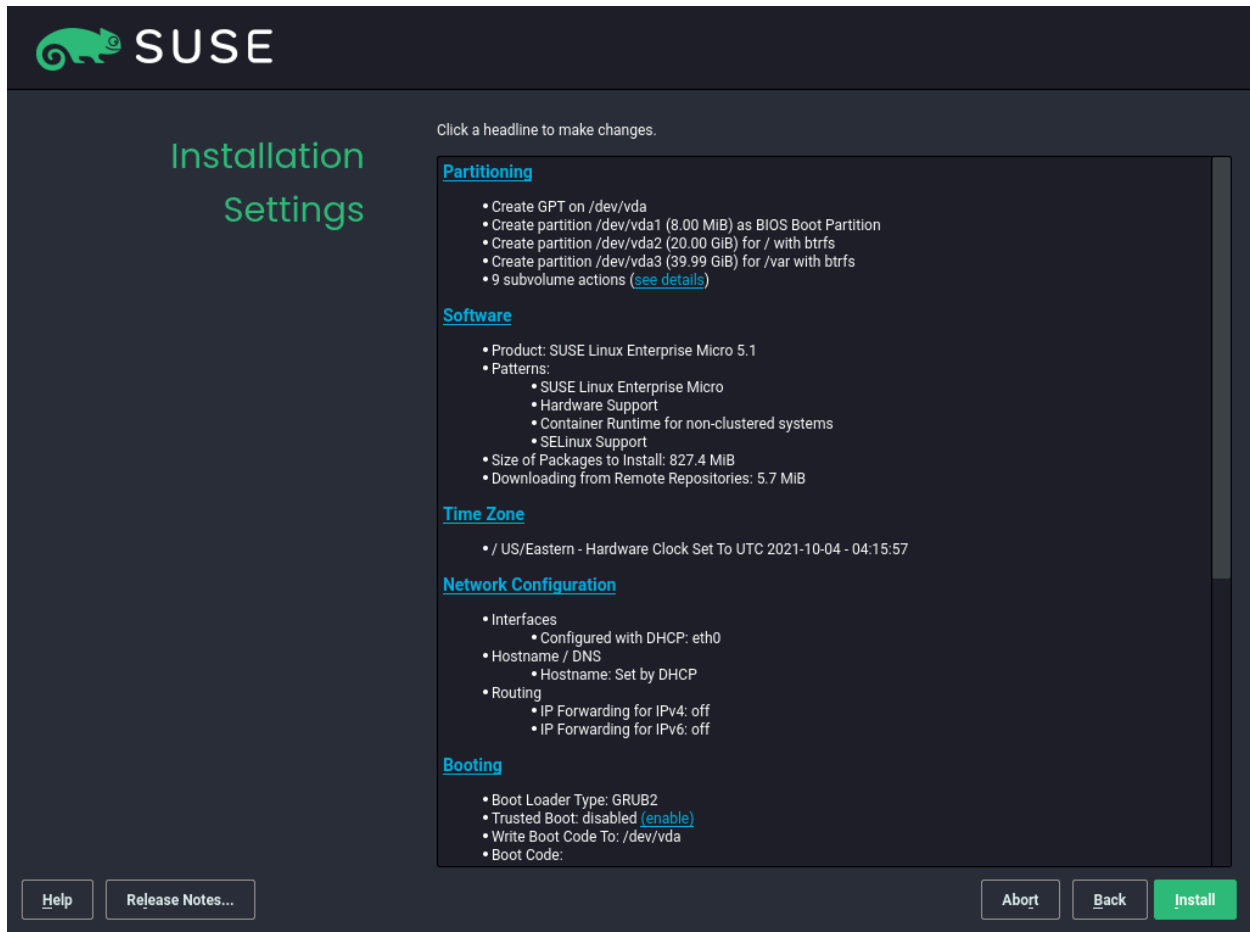 SUSE
Installation
Settings
Click a headline to make changes.
Partitioning
• Create GPT on /dev/vda
• Create partition /dev/vda1 (8.00 MiB) as BIOS Boot Partition
• Create partition /dev/vda2 (20.00 GiB) for / with btrfs
• Create partition /dev/vda3 (39.99 GiB) for /var with btrfs
• 9 subvolume actions (see details)
Software
• Product: SUSE Linux Enterprise Micro 5.1
• Patterns:
• SUSE Linux Enterprise Micro
• Hardware Support
• Container Runtime for non-clustered systems
• SELinux Support
• Size of Packages to Install: 827.4 MiB
• Downloading from Remote Repositories: 5.7 MiB
Time Zone
• / US/Eastern - Hardware Clock Set To UTC 2021-10-04 - 04:15:57
Network Configuration
• Interfaces
• Configured with DHCP: eth0
• Hostname / DNS
• Hostname: Set by DHCP
• Routing
• IP Forwarding for IPv4: off
• IP Forwarding for IPv6: off
Booting
• Boot Loader Type: GRUB2
• Trusted Boot: disabled (enable)
• Write Boot Code To: /dev/vda
• Boot Code:
Help Release Notes... Abort Back Install